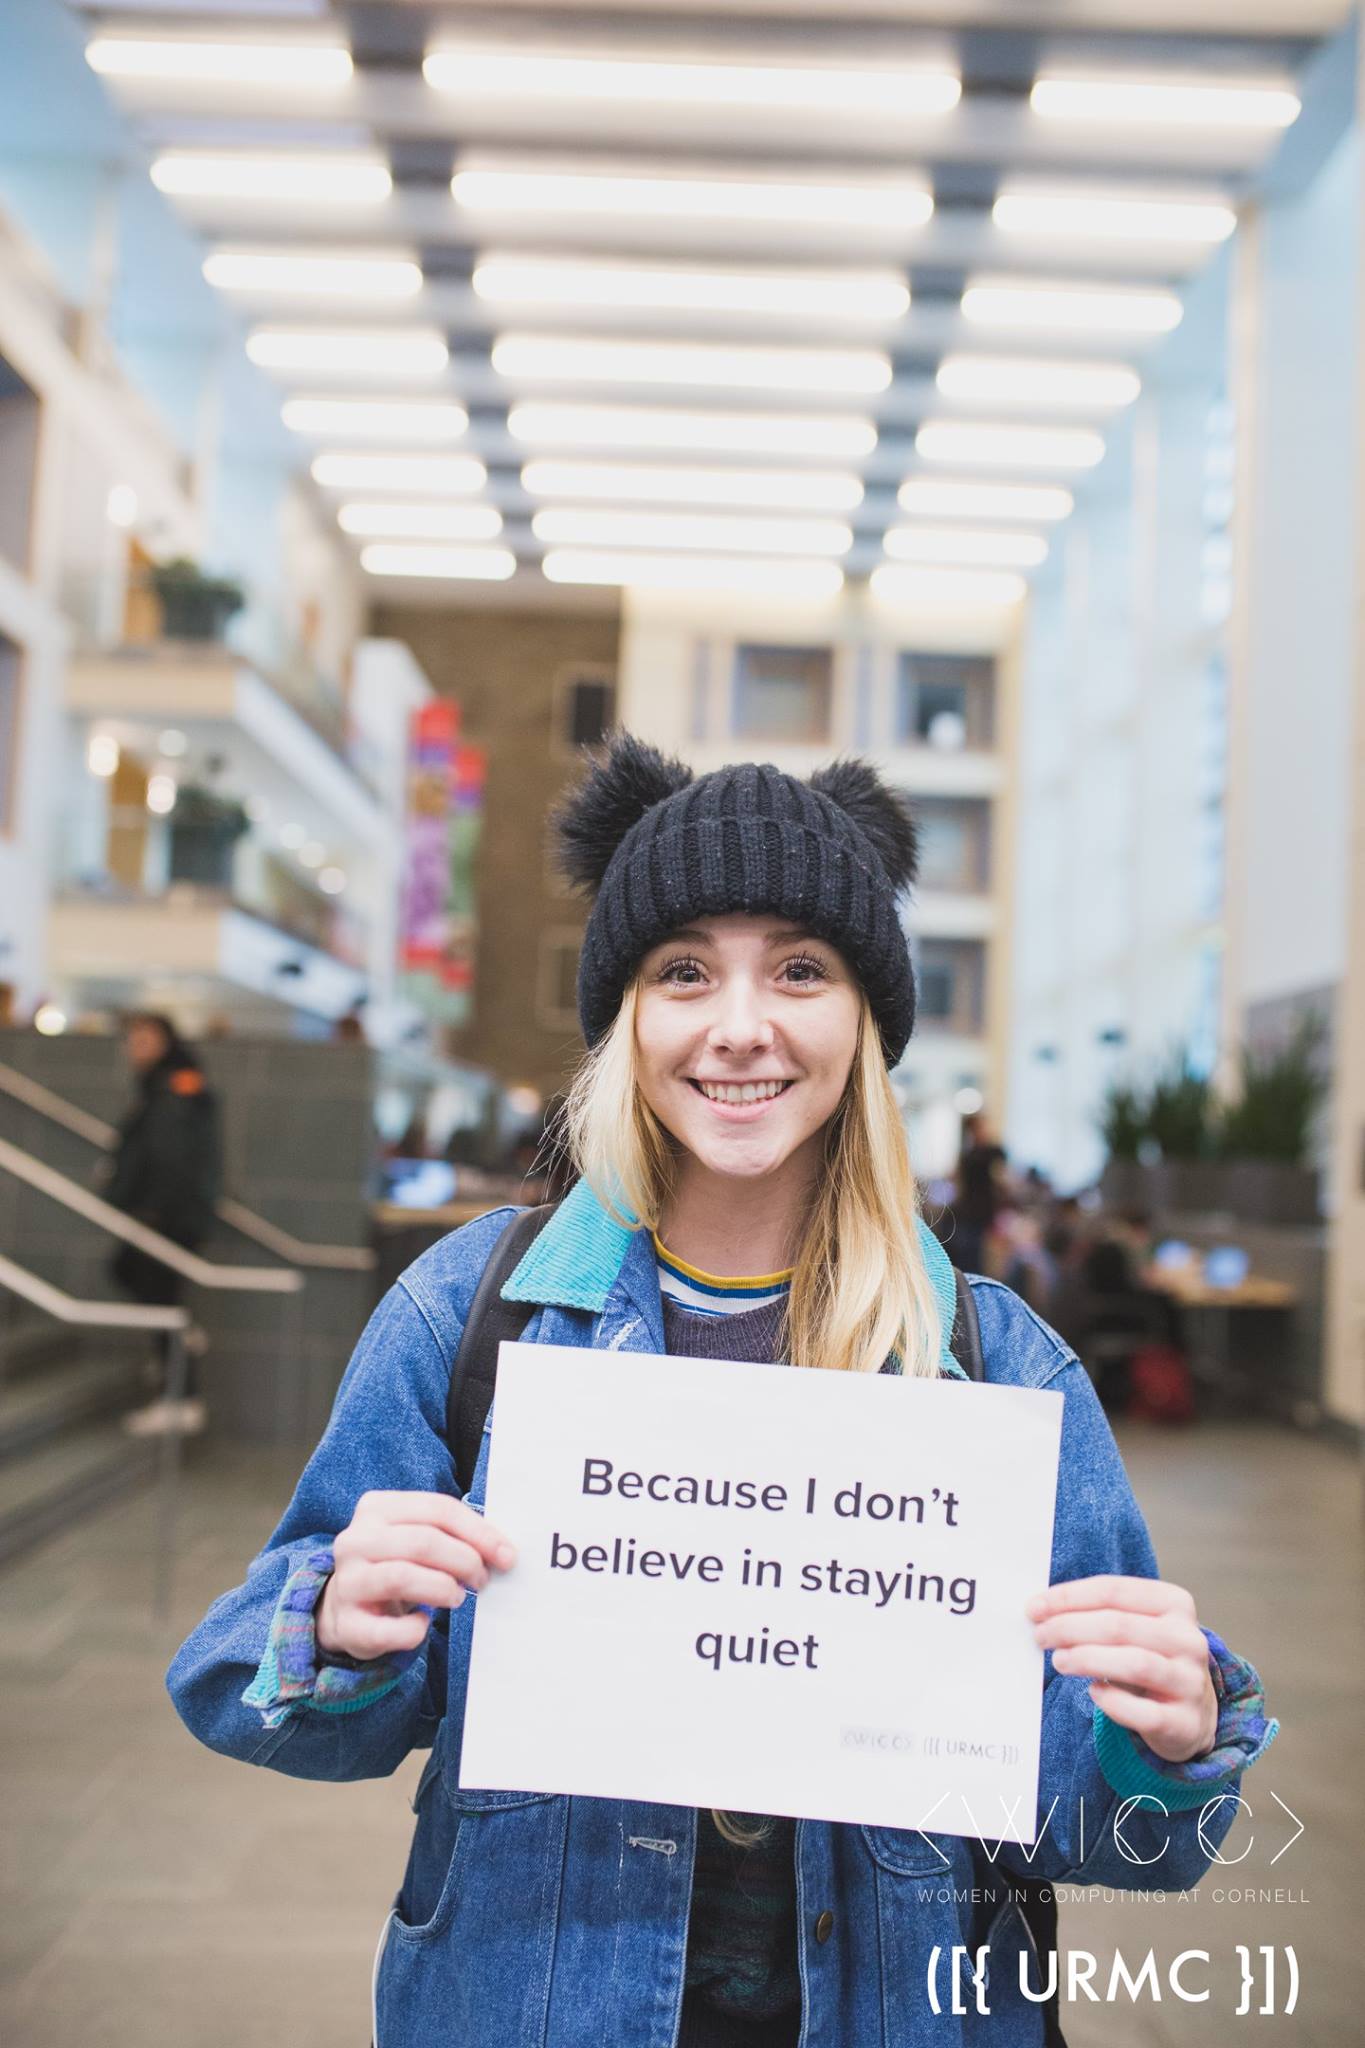 Because I don't
believe in staying
quiet
<WICC> ([{ URMC }])
<WICC>
WOMEN IN COMPUTING AT CORNELL
([{ URMC }])